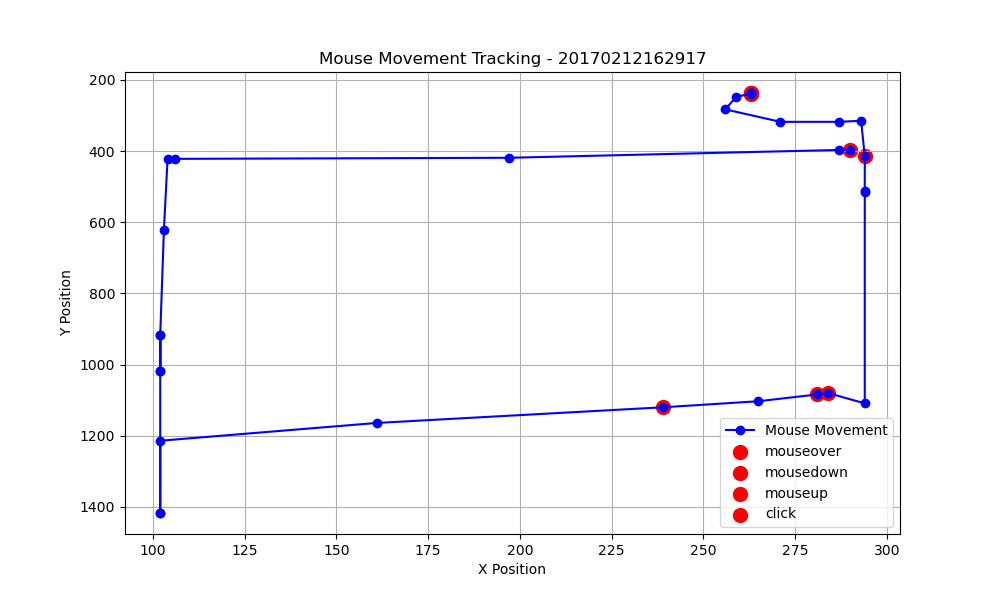 Mouse Movement Tracking - 20170212162917
200
400
600
800
1000
1200
1400
Y Position
Mouse Movement
mouseover
mousedown
mouseup
click
100 125 150 175 200 225 250 275 300
X Position